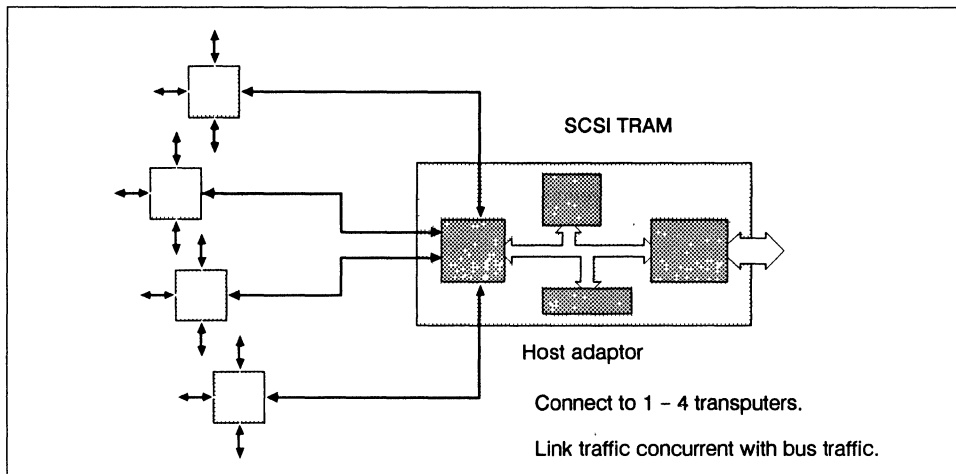 SCSI TRAM
Host adaptor
Connect to 1 – 4 transputers.
Link traffic concurrent with bus traffic.